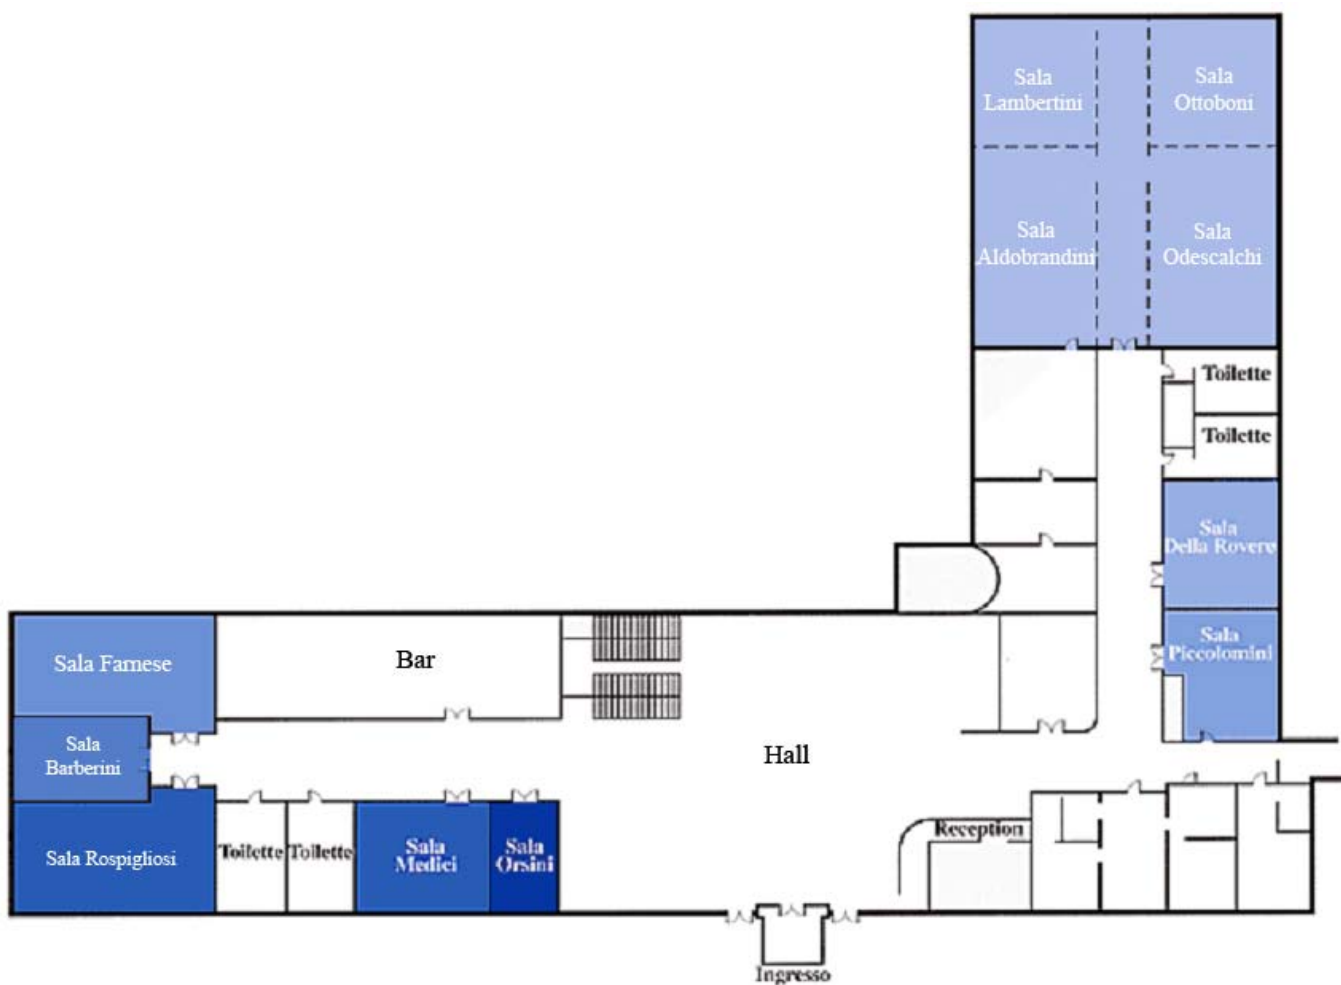 Sala
Lambertini
Sala
Ottoboni
Sala
Aldobrandini
Sala
Odescalchi
Toilette
Toilette
Sala
Della Rovere
Sala
Piccolomini
Sala Farnese
Bar
Sala
Barberini
Hall
Sala Rospigliosi
Toilette
Toilette
Sala
Medici
Sala
Orsini
Reception
Ingresso